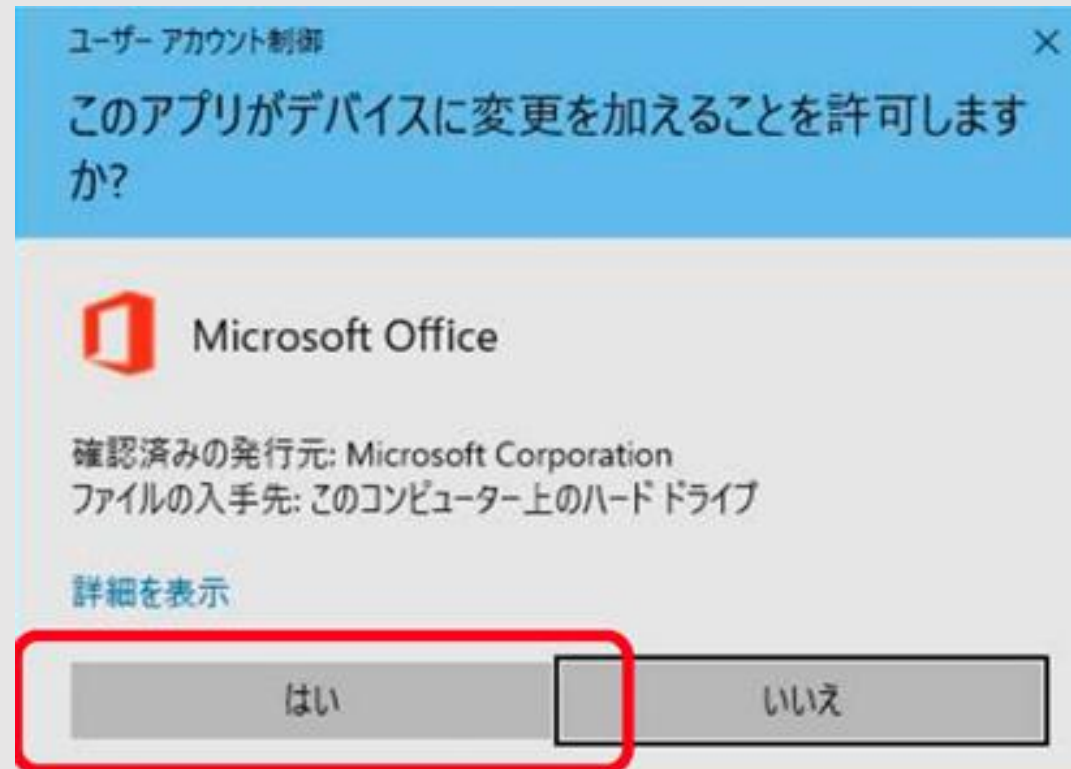 ユーザー アカウント制御
このアプリがデバイスに変更を加えることを許可します
か?
Microsoft Office
確認済みの発行元: Microsoft Corporation
ファイルの入手先: このコンピューター上のハード ドライブ
詳細を表示
はい
いいえ